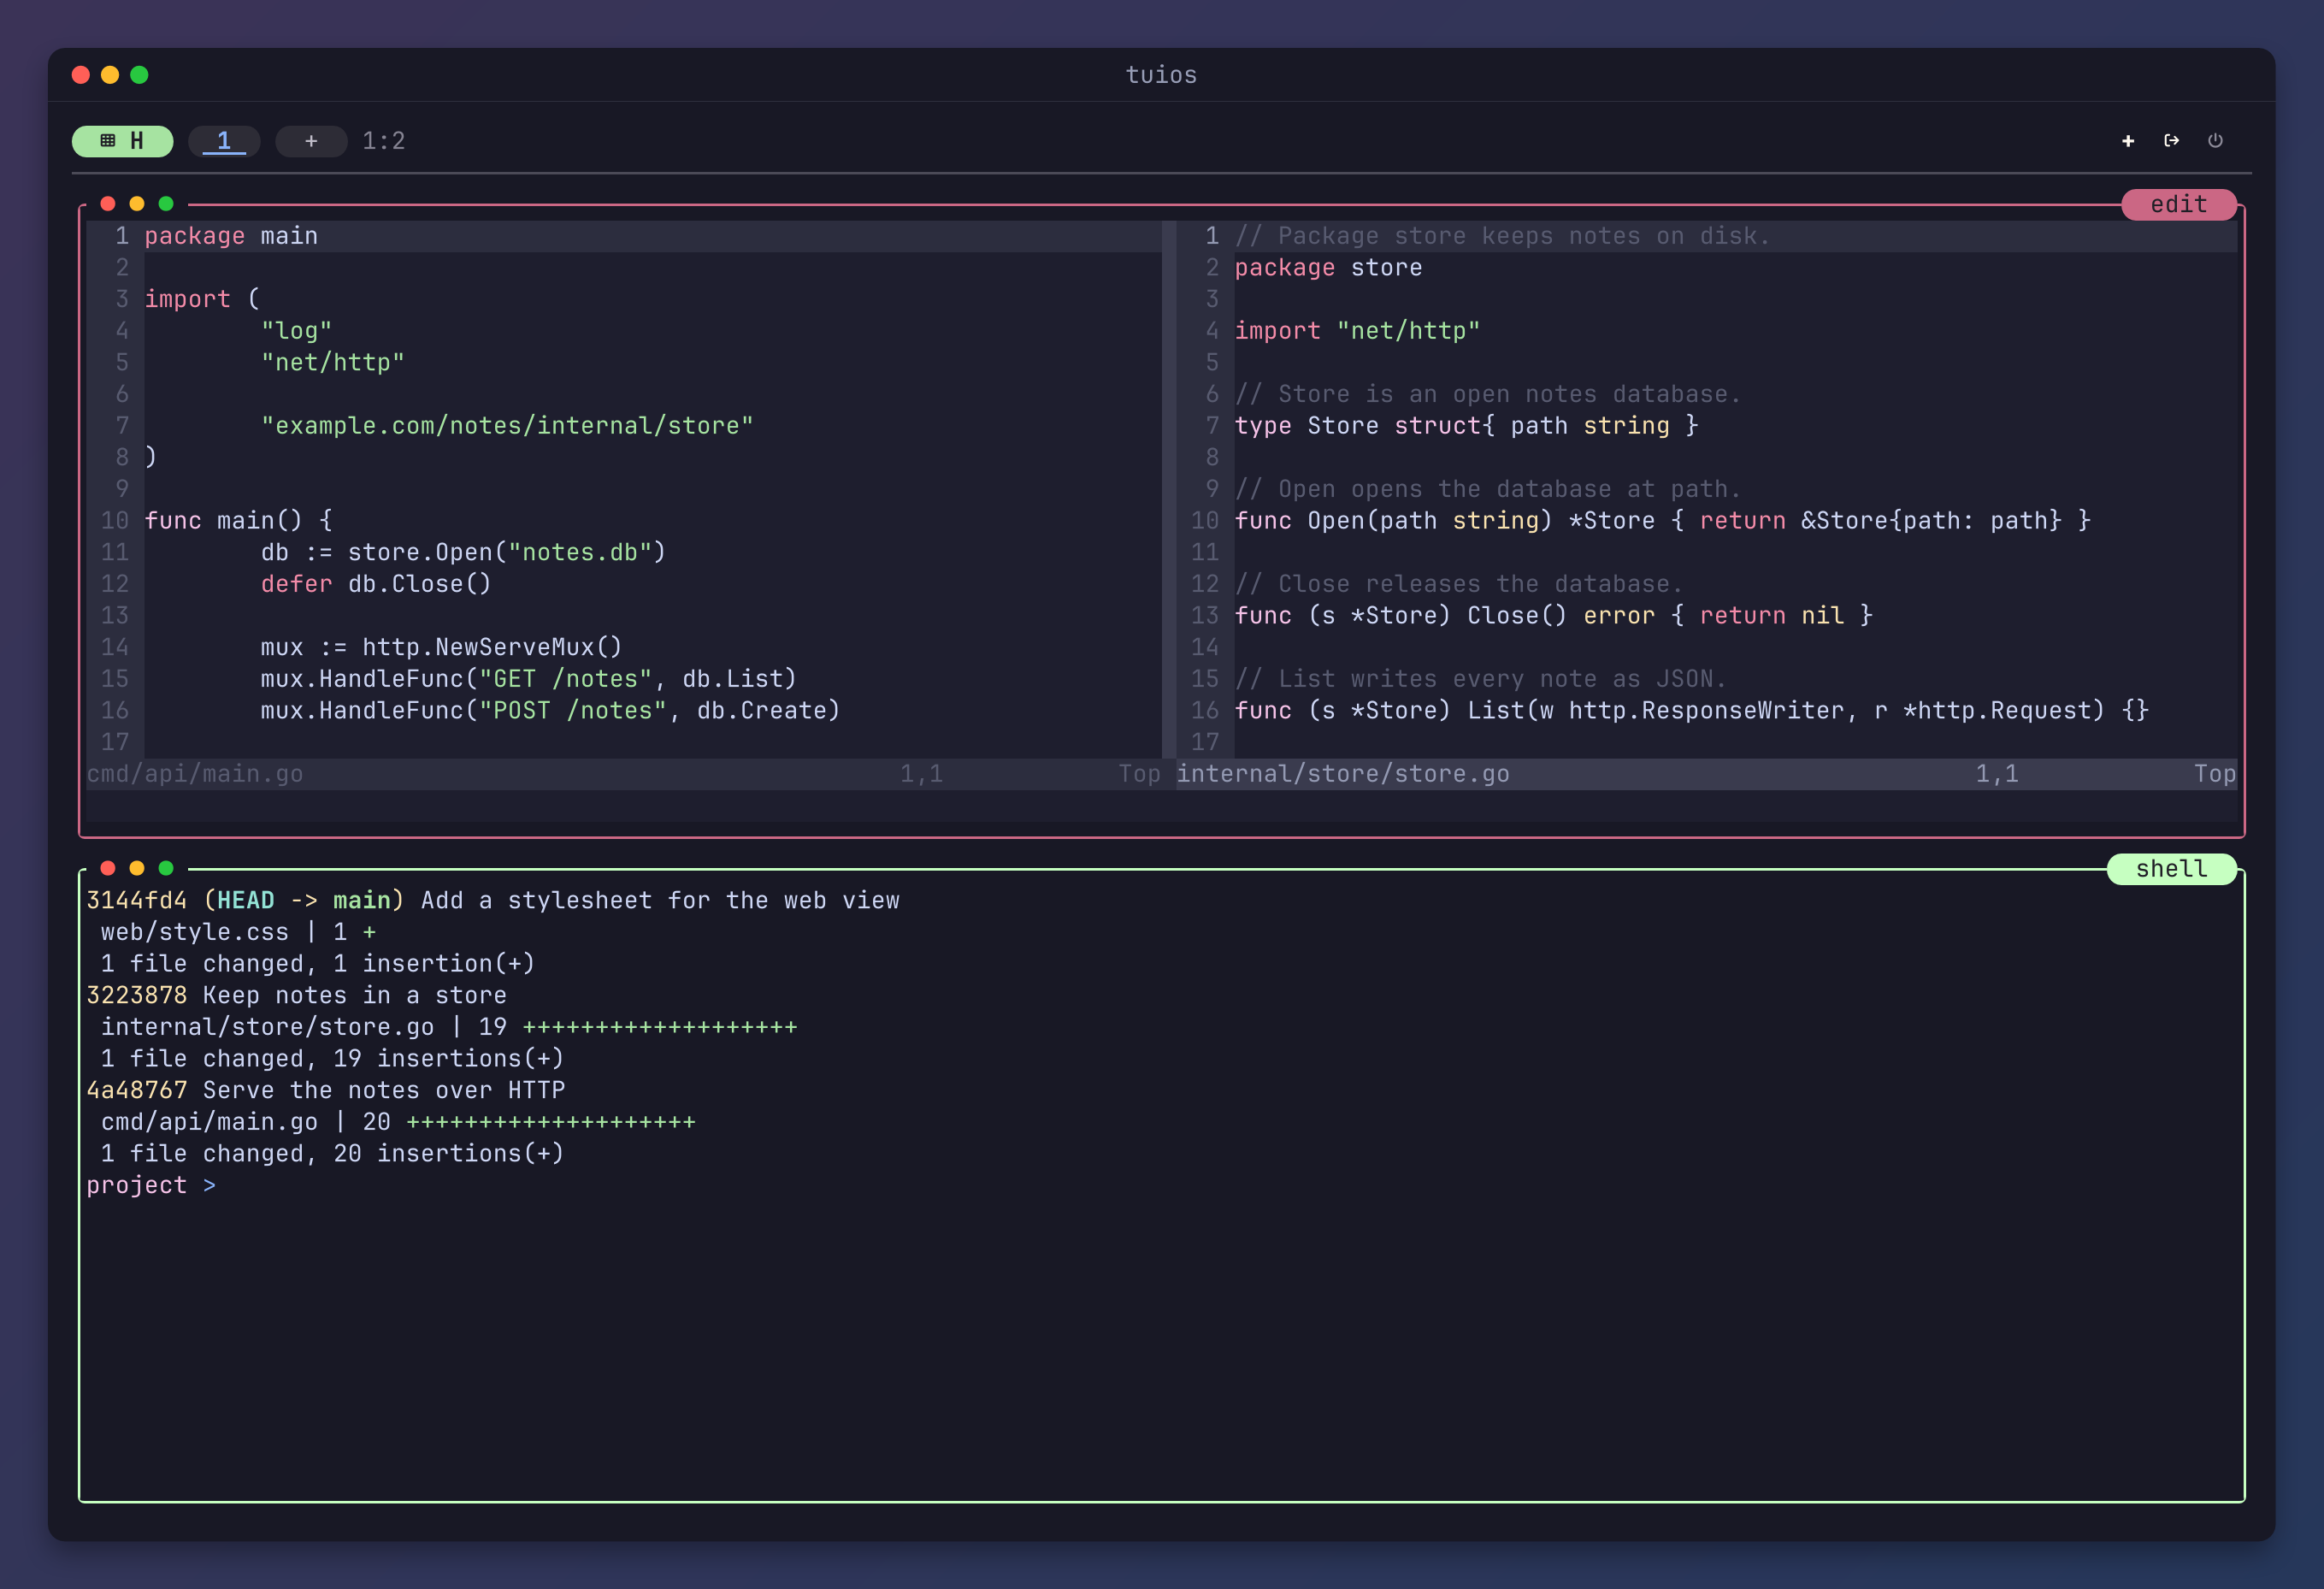 tuios
H 1 + 1:2
edit
1 package main
2
3 import (
4         "log"
5         "net/http"
6
7         "example.com/notes/internal/store"
8 )
9
10 func main() {
11         db := store.Open("notes.db")
12         defer db.Close()
13
14         mux := http.NewServeMux()
15         mux.HandleFunc("GET /notes", db.List)
16         mux.HandleFunc("POST /notes", db.Create)
17
cmd/api/main.go 1,1 Top
1 // Package store keeps notes on disk.
2 package store
3
4 import "net/http"
5
6 // Store is an open notes database.
7 type Store struct{ path string }
8
9 // Open opens the database at path.
10 func Open(path string) *Store { return &Store{path: path} }
11
12 // Close releases the database.
13 func (s *Store) Close() error { return nil }
14
15 // List writes every note as JSON.
16 func (s *Store) List(w http.ResponseWriter, r *http.Request) {}
17
internal/store/store.go 1,1 Top
shell
3144fd4 (HEAD -> main) Add a stylesheet for the web view
 web/style.css | 1 +
 1 file changed, 1 insertion(+)
3223878 Keep notes in a store
 internal/store/store.go | 19 +++++++++++++++++++
 1 file changed, 19 insertions(+)
4a48767 Serve the notes over HTTP
 cmd/api/main.go | 20 ++++++++++++++++++++
 1 file changed, 20 insertions(+)
project >